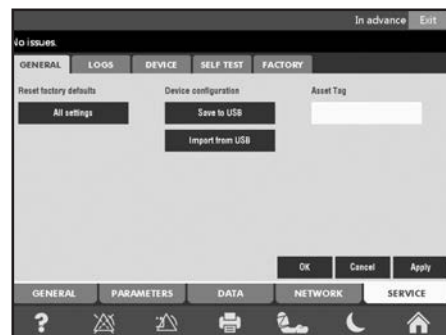 In advance Exit
No issues.
GENERAL LOGS DEVICE SELF TEST FACTORY
Reset factory defaults Device configuration Asset Tag
All settings Save to USB
Import from USB
OK Cancel Apply
GENERAL PARAMETERS DATA NETWORK SERVICE
?